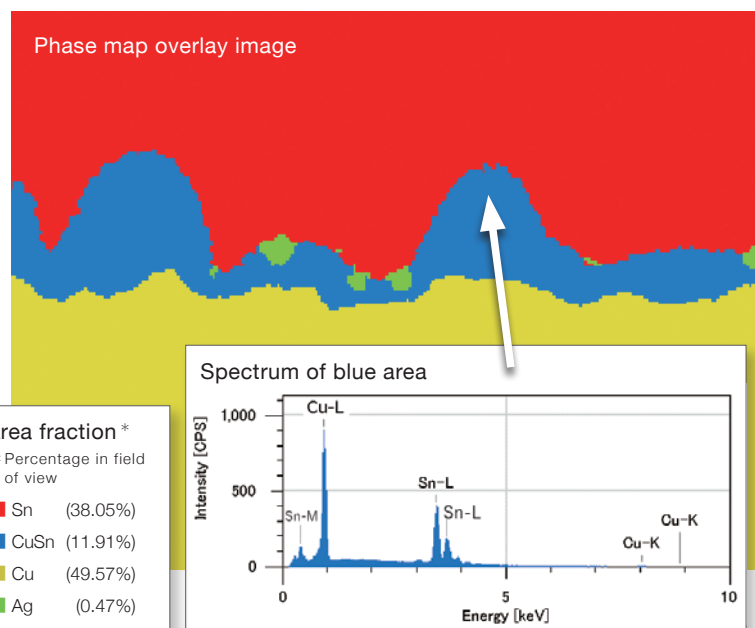 Phase map overlay image
Spectrum of blue area
Intensity [CPS]
1,000
500
0
Cu-L
Sn-M
Sn-L
Sn-L
Cu-K
Cu-K
0
5
10
Energy [keV]
area fraction *
Percentage in field
of view
Sn (38.05%)
CuSn (11.91%)
Cu (49.57%)
Ag (0.47%)